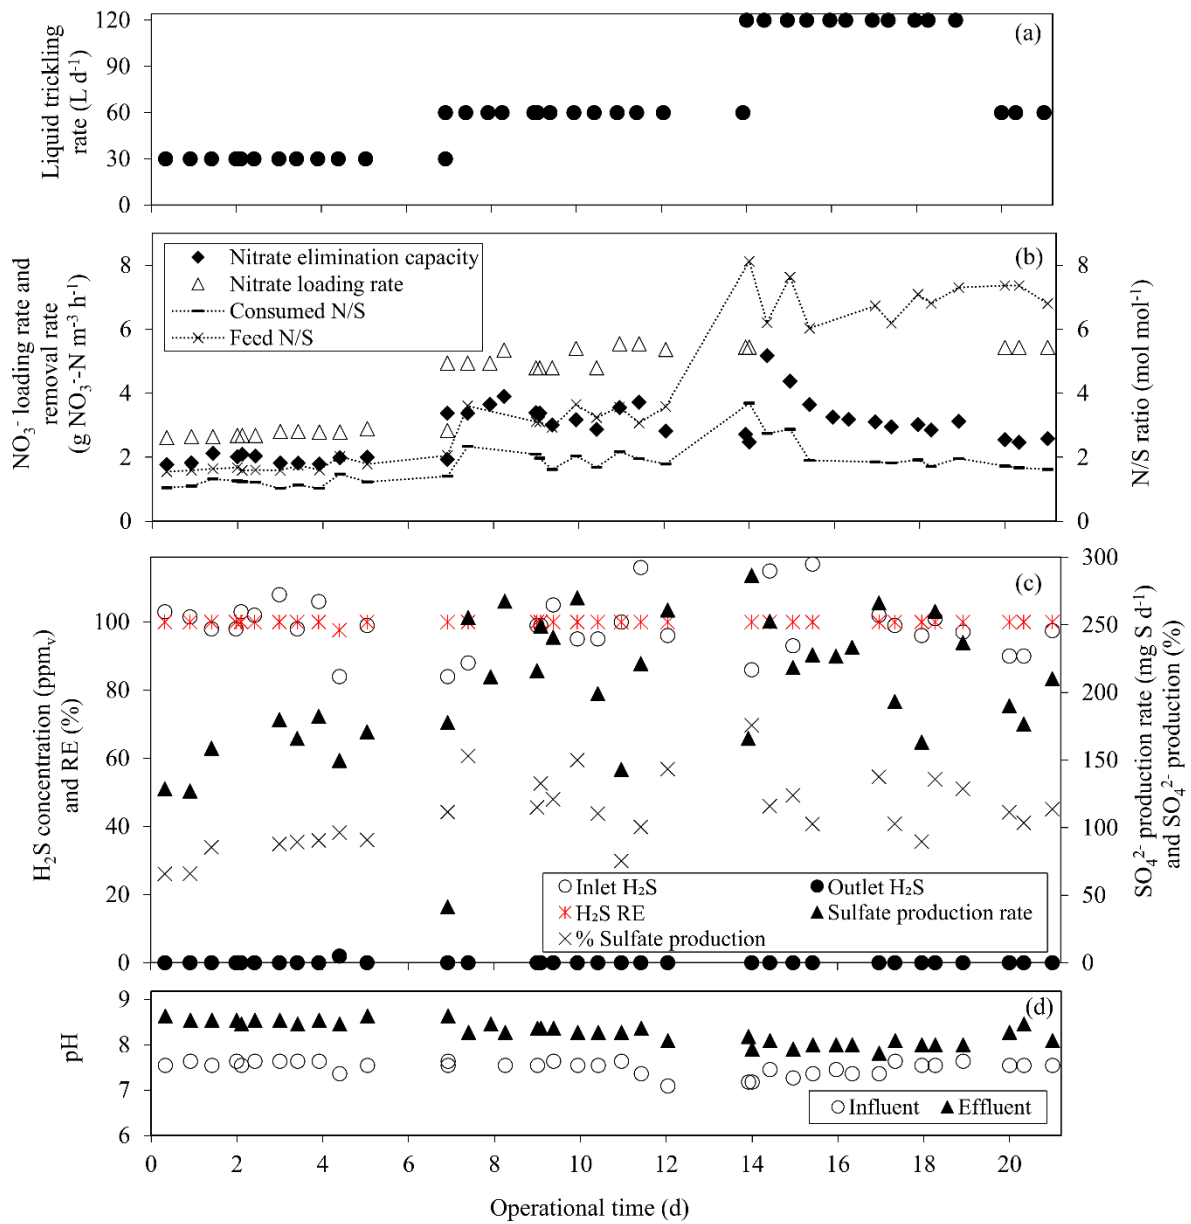 120
90
60
30
0
Liquid trickling
rate (L d⁻¹)
(a)
8
6
4
2
0
NO₃⁻ loading rate and
removal rate
(g NO₃⁻-N m⁻³ h⁻¹)
Nitrate elimination capacity
Nitrate loading rate
Consumed N/S
Feed N/S
(b)
8
6
4
2
0
N/S ratio (mol mol⁻¹)
100
80
60
40
20
0
H₂S concentration (ppmᵥ)
and RE (%)
(c)
300
250
200
150
100
50
0
SO₄²⁻ production rate (mg S d⁻¹)
and SO₄²⁻ production (%)
Inlet H₂S
Outlet H₂S
H₂S RE
Sulfate production rate
% Sulfate production
9
8
7
6
pH
(d)
Influent
Effluent
0 2 4 6 8 10 12 14 16 18 20
Operational time (d)